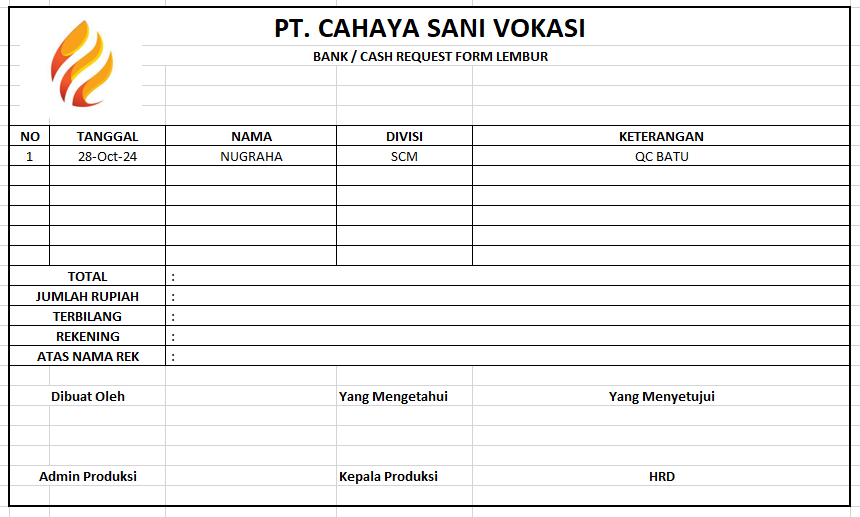 PT. CAHAYA SANI VOKASI
BANK / CASH REQUEST FORM LEMBUR
NO TANGGAL NAMA DIVISI KETERANGAN
1 28-Oct-24 NUGRAHA SCM QC BATU
TOTAL :
JUMLAH RUPIAH :
TERBILANG :
REKENING :
ATAS NAMA REK :
Dibuat Oleh Yang Mengetahui Yang Menyetujui
Admin Produksi Kepala Produksi HRD